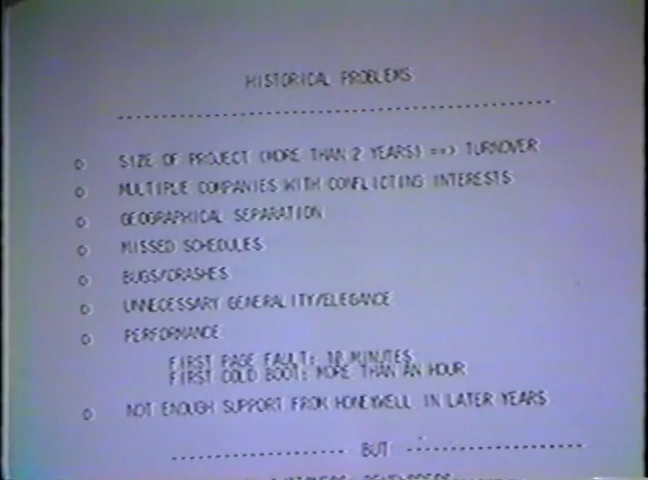 HISTORICAL PROBLEMS
O SIZE OF PROJECT (MORE THAN 2 YEARS) ==> TURNOVER
O MULTIPLE COMPANIES WITH CONFLICTING INTERESTS
O GEOGRAPHICAL SEPARATION
O MISSED SCHEDULES
O BUGS/CRASHES
O UNNECESSARY GENERALITY/ELEGANCE
O PERFORMANCE:
FIRST PAGE FAULT: 10 MINUTES
FIRST COLD BOOT: MORE THAN AN HOUR
O NOT ENOUGH SUPPORT FROM HONEYWELL IN LATER YEARS
BUT